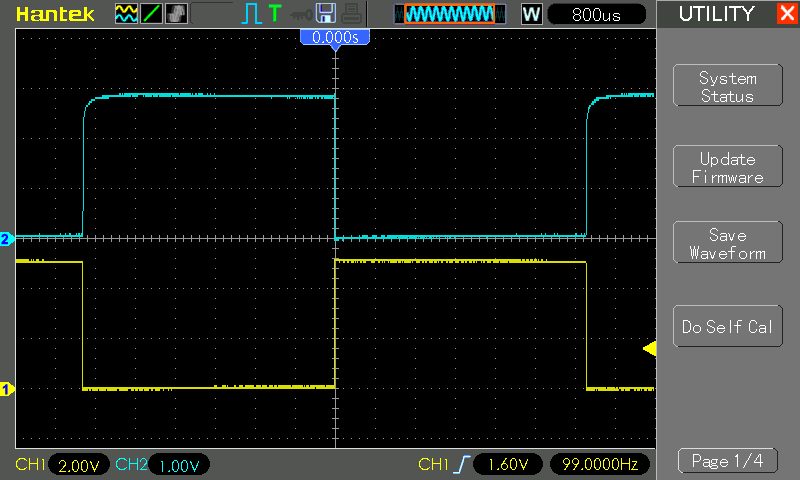 Hantek T W 800us UTILITY X
0.000s
System
Status
Update
Firmware
2
Save
Waveform
Do Self Cal
1
CH1 2.00V CH2 1.00V CH1 1.60V 99.0000Hz Page 1/4